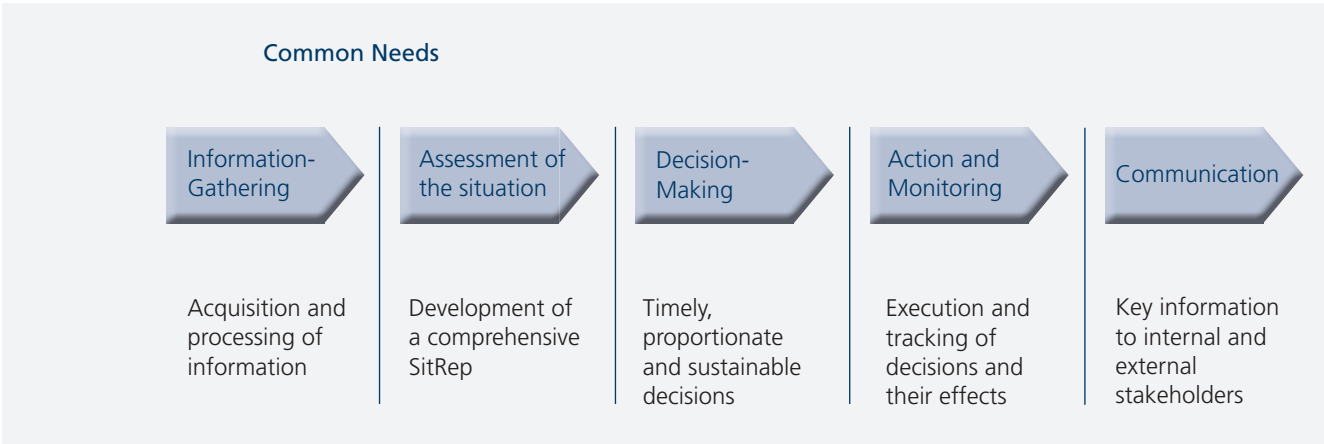 Common Needs
Information-
Gathering
Assessment of
the situation
Decision-
Making
Action and
Monitoring
Communication
Acquisition and
processing of
information
Development of
a comprehensive
SitRep
Timely,
proportionate
and sustainable
decisions
Execution and
tracking of
decisions and
their effects
Key information
to internal and
external
stakeholders